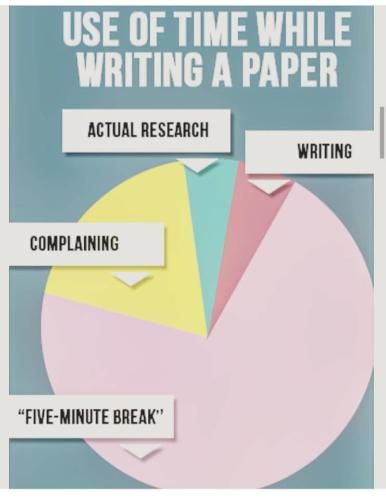 USE OF TIME WHILE
WRITING A PAPER
ACTUAL RESEARCH
WRITING
COMPLAINING
“FIVE-MINUTE BREAK”